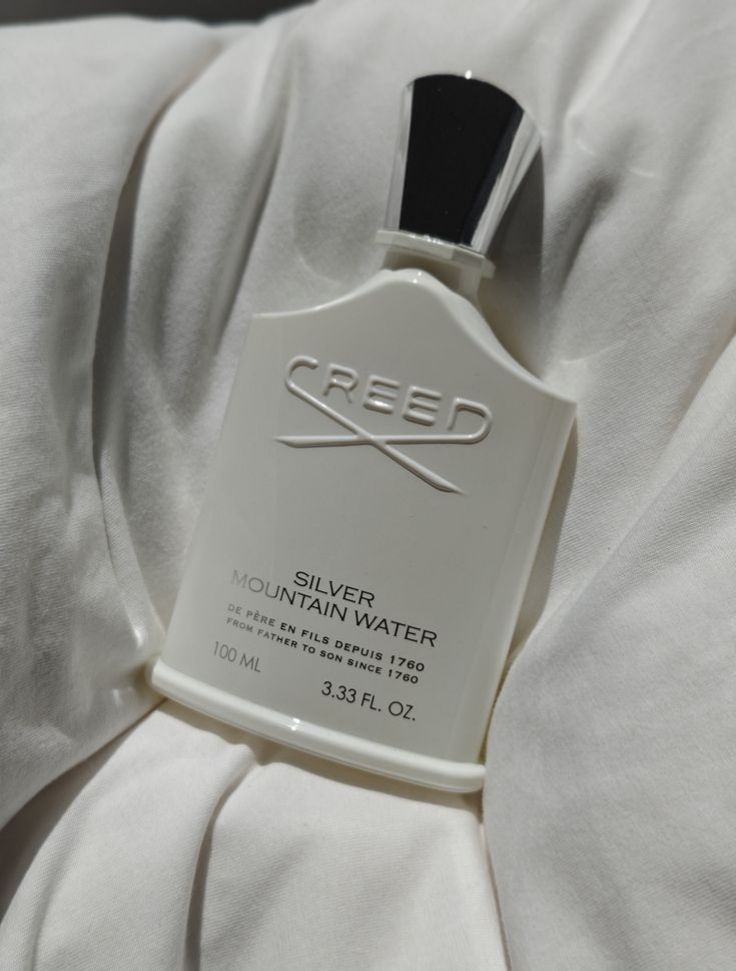 CREED
SILVER
MOUNTAIN WATER
DE PÈRE EN FILS DEPUIS 1760
FROM FATHER TO SON SINCE 1760
100 ML
3.33 FL. OZ.